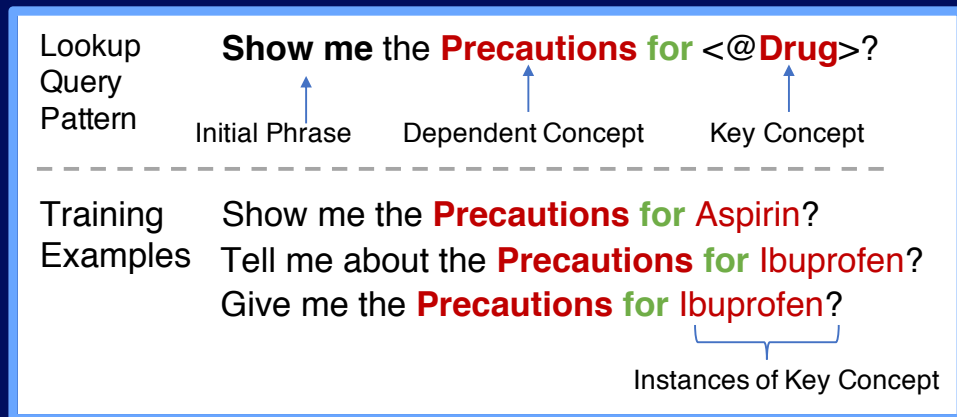 Lookup Query Pattern
Show me the Precautions for <@Drug>?
Initial Phrase
Dependent Concept
Key Concept
Training Examples
Show me the Precautions for Aspirin?
Tell me about the Precautions for Ibuprofen?
Give me the Precautions for Ibuprofen?
Instances of Key Concept